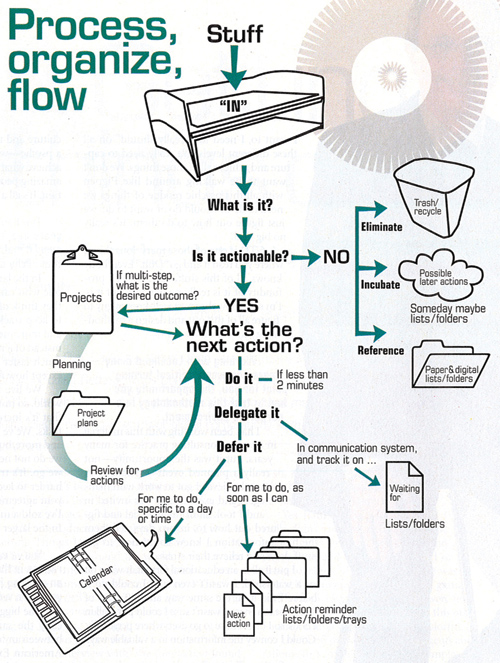 Process,
organize,
flow
Stuff
“IN”
What is it?
Is it actionable?
NO
Eliminate
Trash/
recycle
Incubate
Possible
later actions
Someday maybe
lists/folders
Reference
Paper & digital
lists/folders
YES
If multi-step,
what is the
desired outcome?
Projects
Planning
Project
plans
Review for
actions
What's the
next action?
Do it
If less than
2 minutes
Delegate it
In communication system,
and track it on ...
Waiting
for
Lists/folders
Defer it
For me to do,
specific to a day
or time
Calendar
For me to do, as
soon as I can
Next
action
Action reminder
lists/folders/trays